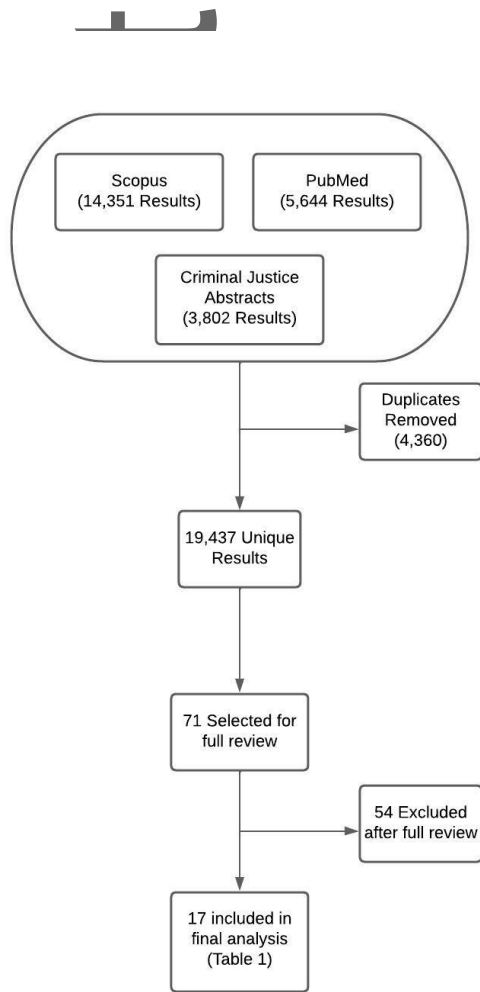 Scopus
(14,351 Results)
PubMed
(5,644 Results)
Criminal Justice
Abstracts
(3,802 Results)
Duplicates
Removed
(4,360)
19,437 Unique
Results
71 Selected for
full review
54 Excluded
after full review
17 included in
final analysis
(Table 1)